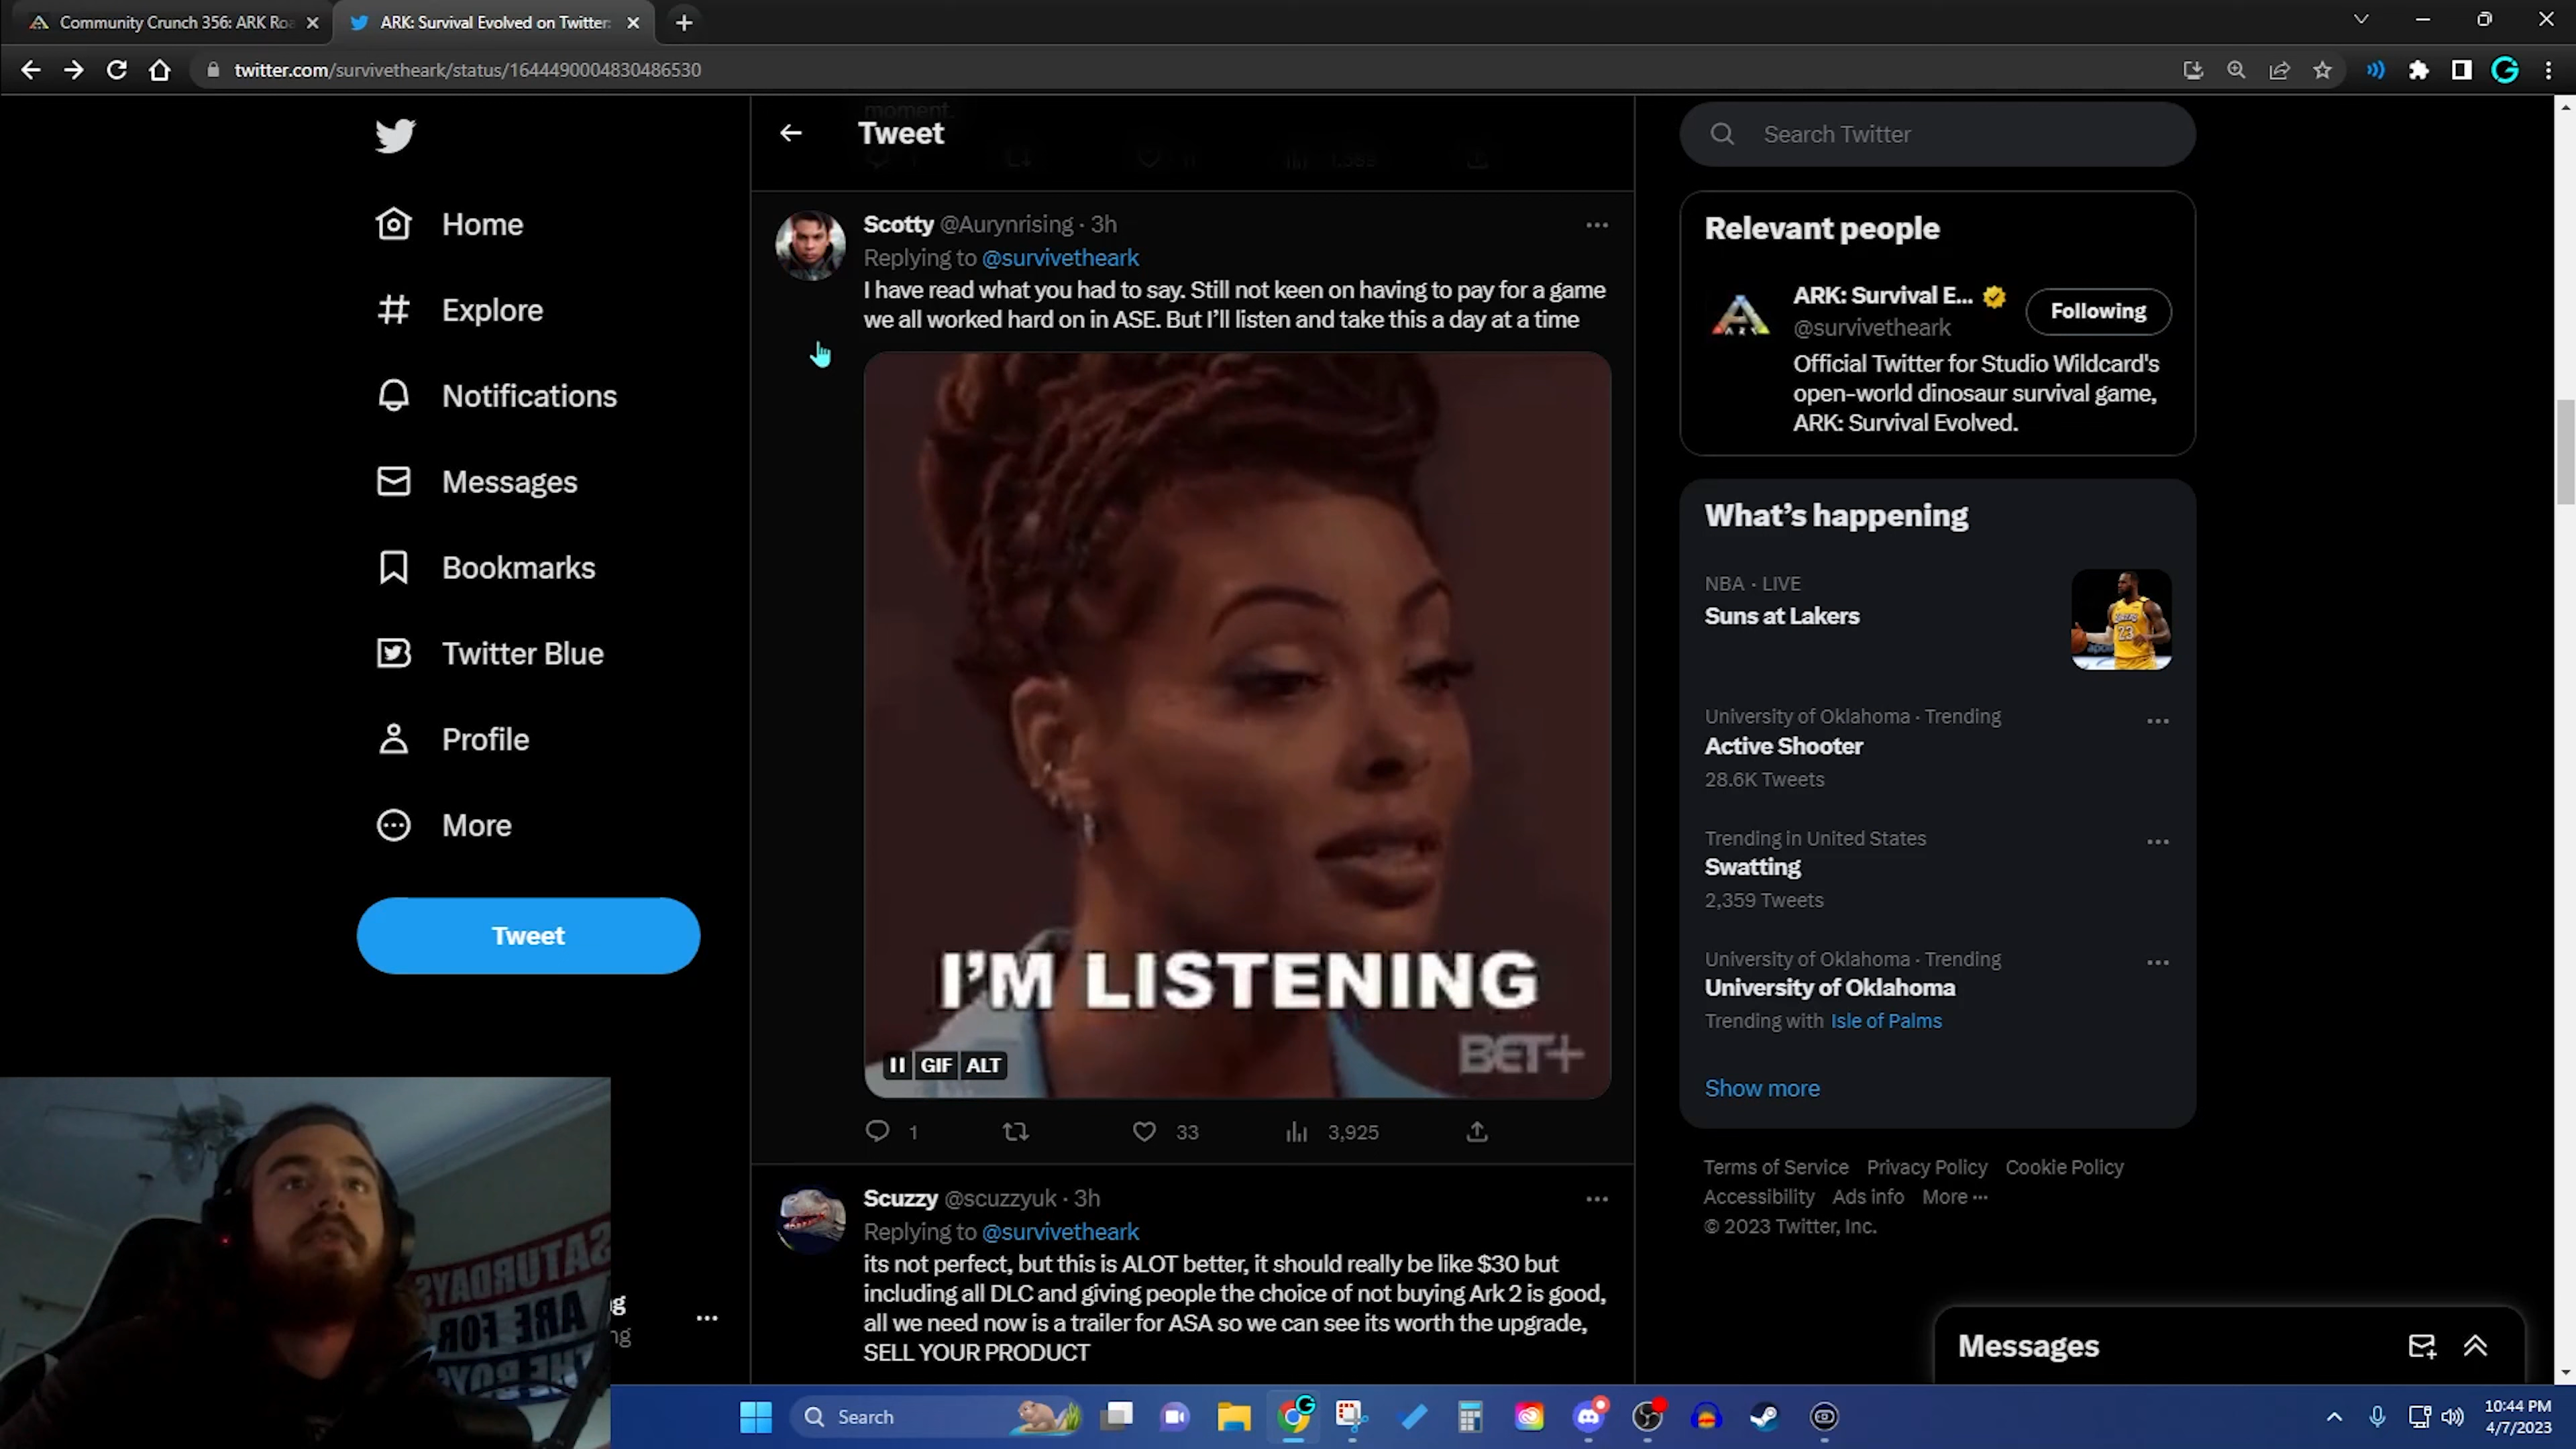 Community Crunch 356: ARK Roa
ARK: Survival Evolved on Twitter:
twitter.com/survivetheark/status/1644490004830486530
Home
Explore
Notifications
Messages
Bookmarks
Twitter Blue
Profile
More
Tweet
moment.
Tweet
Scotty @Aurynrising · 3h
Replying to @survivetheark
I have read what you had to say. Still not keen on having to pay for a game
we all worked hard on in ASE. But I'll listen and take this a day at a time
I'M LISTENING
BET+
GIF ALT
1 33 3,925
Scuzzy @scuzzyuk · 3h
Replying to @survivetheark
its not perfect, but this is ALOT better, it should really be like $30 but
including all DLC and giving people the choice of not buying Ark 2 is good,
all we need now is a trailer for ASA so we can see its worth the upgrade,
SELL YOUR PRODUCT
Search Twitter
Relevant people
ARK: Survival E...
@survivetheark
Following
Official Twitter for Studio Wildcard's
open-world dinosaur survival game,
ARK: Survival Evolved.
What's happening
NBA · LIVE
Suns at Lakers
23
University of Oklahoma · Trending
Active Shooter
28.6K Tweets
Trending in United States
Swatting
2,359 Tweets
University of Oklahoma · Trending
University of Oklahoma
Trending with Isle of Palms
Show more
Terms of Service Privacy Policy Cookie Policy
Accessibility Ads info More ···
© 2023 Twitter, Inc.
Messages
SATURDAYS
ARE FOR
THE BOYS
Search
10:44 PM
4/7/2023